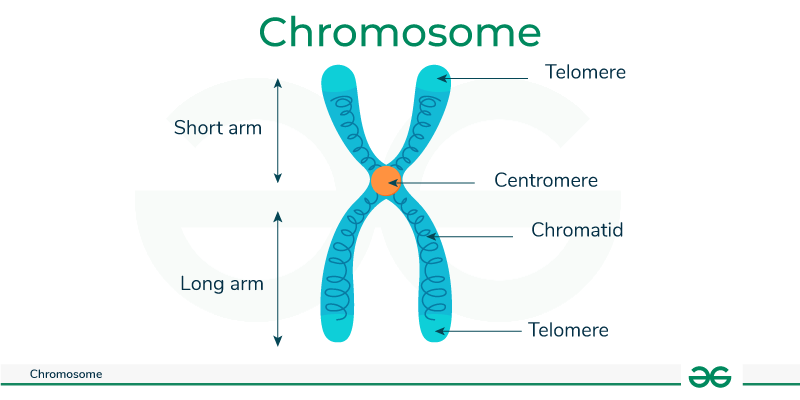 Chromosome
Telomere
Short arm
Centromere
Chromatid
Long arm
Telomere
Chromosome